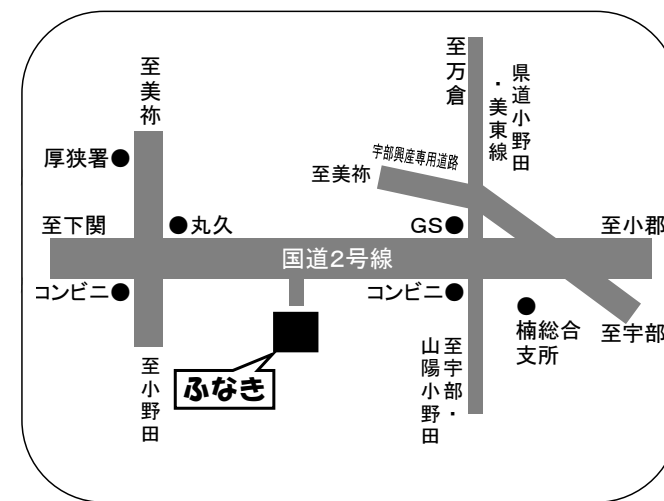 至美祢
厚狭署
至下関
丸久
コンビニ
至小野田
ふなき
国道2号線
至万倉
県道小野田
・美東線
宇部興産専用道路
至美祢
GS
至小郡
コンビニ
楠総合
支所
至宇部
至宇部・
山陽小野田